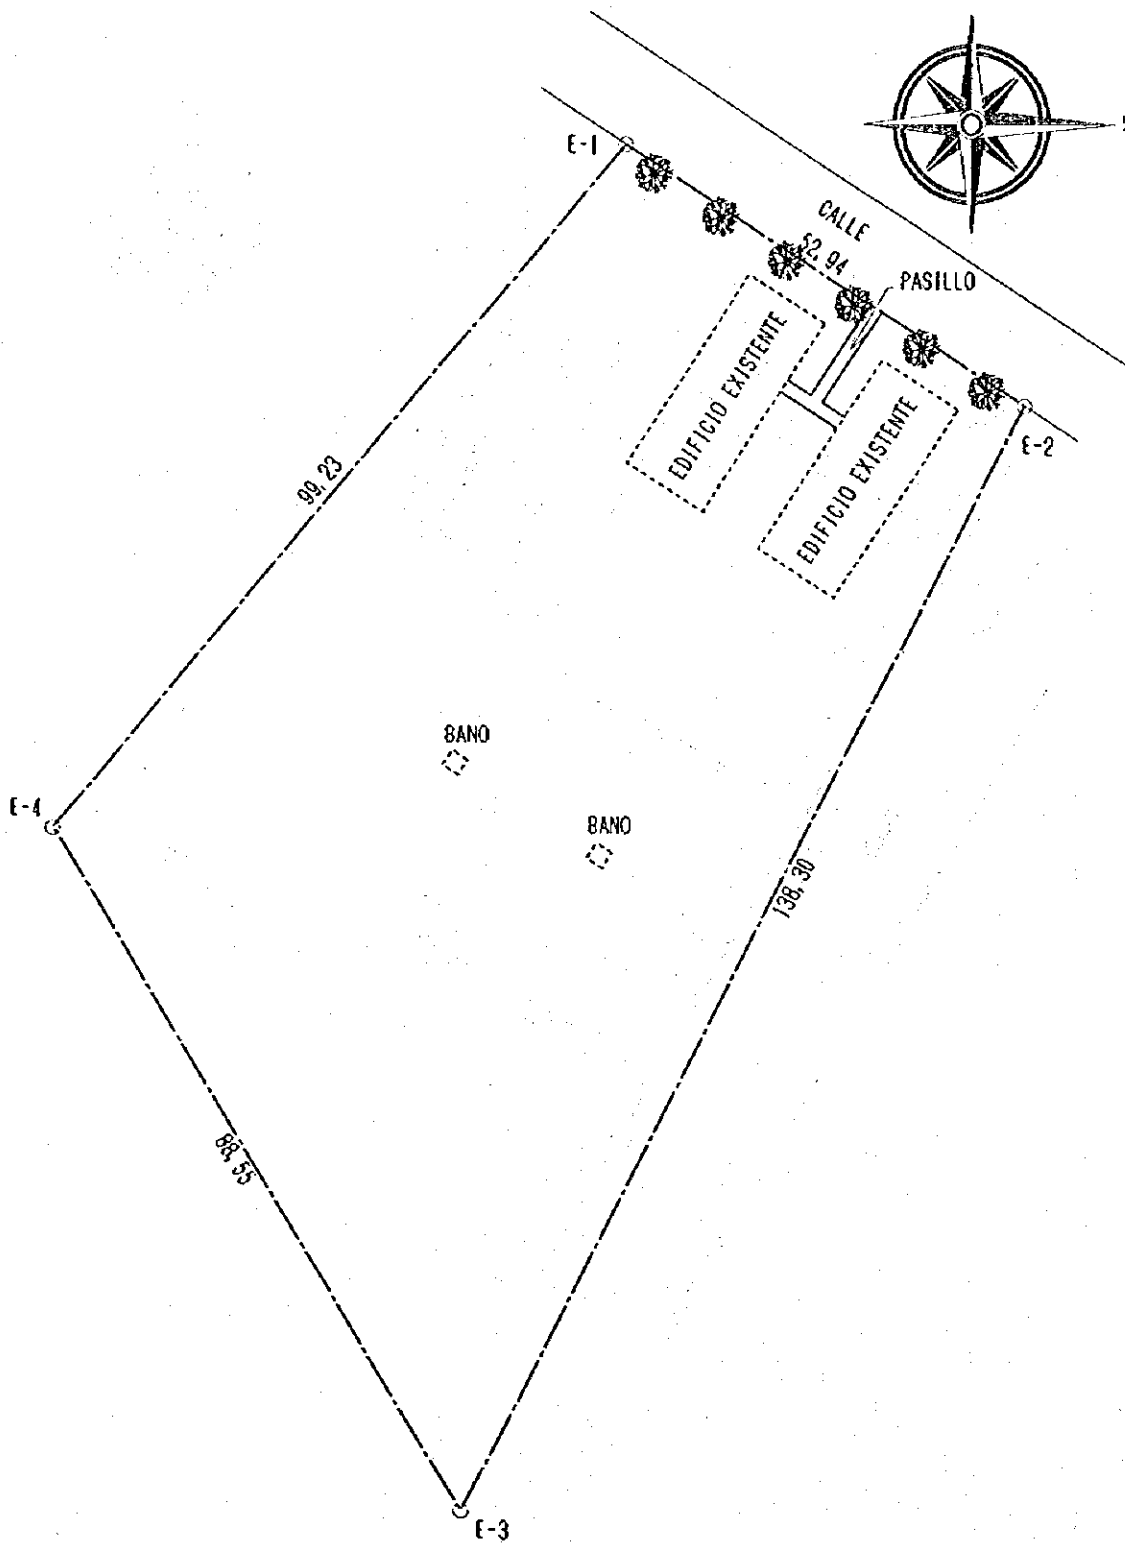 E-1
CALLE
52,94
PASILLO
EDIFICIO EXISTENTE
EDIFICIO EXISTENTE
E-2
99,23
BANO
E-4
BANO
138,30
88,55
E-3